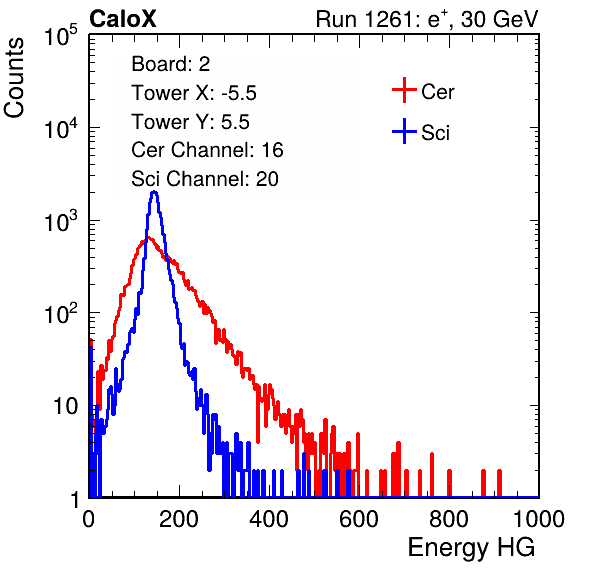 CaloX Run 1261: e⁺, 30 GeV
Counts
Board: 2
Tower X: -5.5
Tower Y: 5.5
Cer Channel: 16
Sci Channel: 20
Cer
Sci
10⁵
10⁴
10³
10²
10
1
0 200 400 600 800 1000
Energy HG